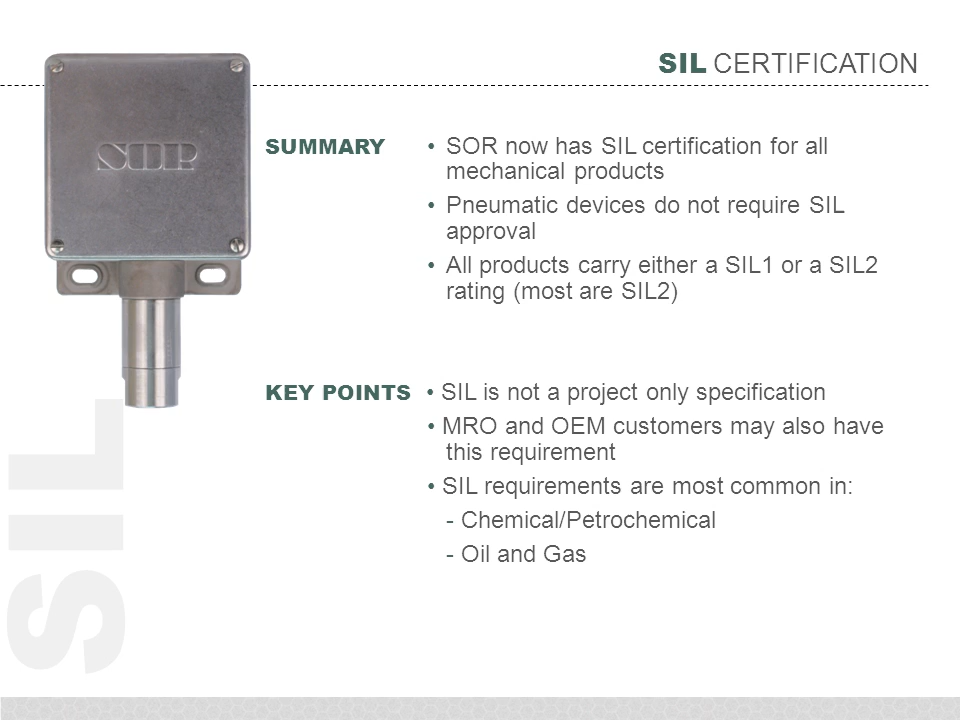 SIL CERTIFICATION
SOR
SUMMARY
• SOR now has SIL certification for all
mechanical products
• Pneumatic devices do not require SIL
approval
• All products carry either a SIL1 or a SIL2
rating (most are SIL2)
KEY POINTS
• SIL is not a project only specification
• MRO and OEM customers may also have
this requirement
• SIL requirements are most common in:
- Chemical/Petrochemical
- Oil and Gas
SIL